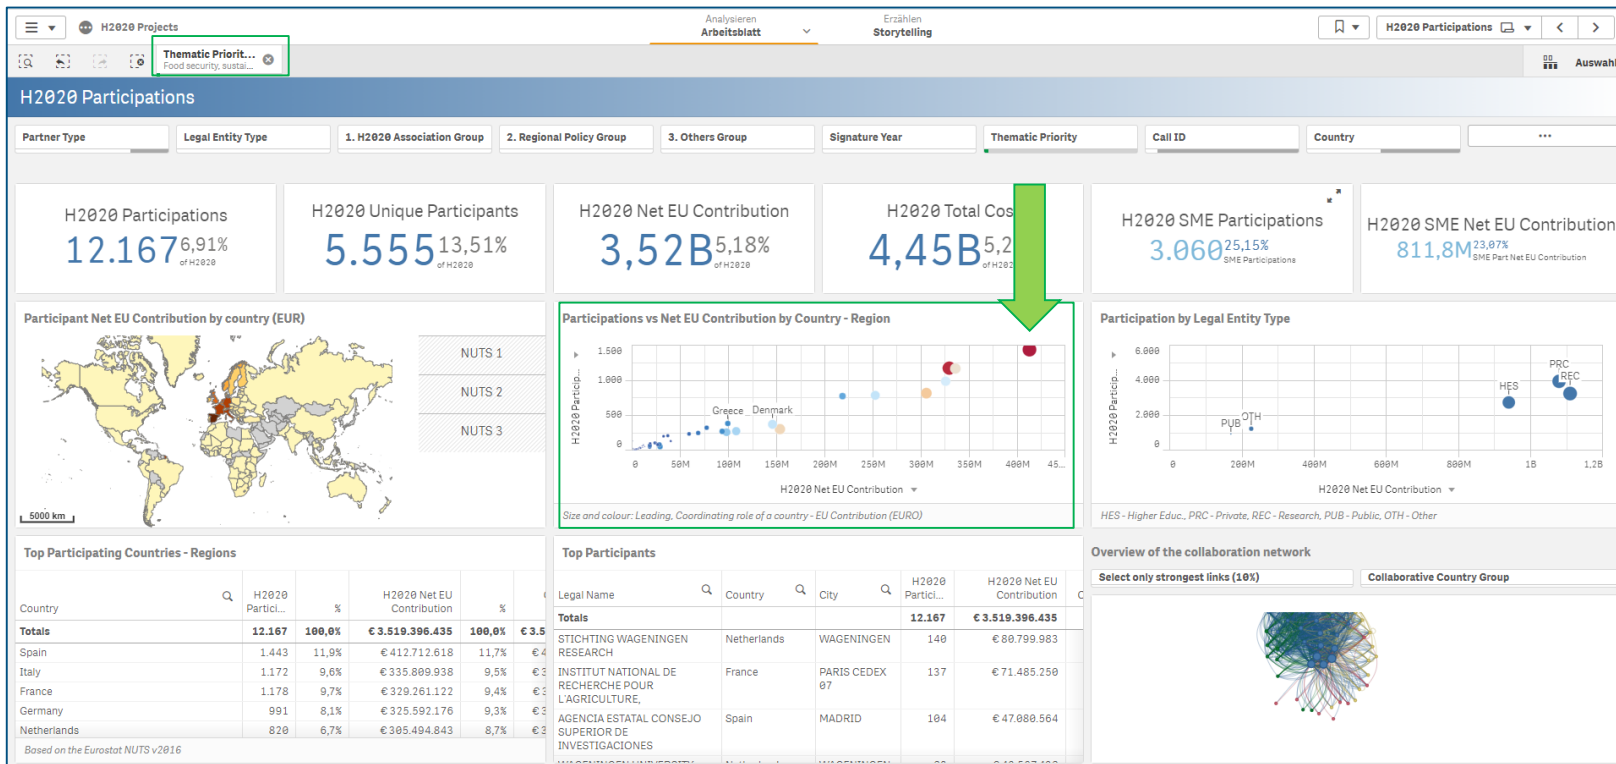 H2020 Projects
Analysieren
Arbeitsblatt
Erzählen
Storytelling
H2020 Participations
Thematic Priorit...
Food security, sustai...
Auswahl
H2020 Participations
Partner Type
Legal Entity Type
1. H2020 Association Group
2. Regional Policy Group
3. Others Group
Signature Year
Thematic Priority
Call ID
Country
...
H2020 Participations
12.167 6,91%
of H2020
H2020 Unique Participants
5.555 13,51%
of H2020
H2020 Net EU Contribution
3,52B 5,18%
of H2020
H2020 Total Cos
4,45B 5,2
of H202
H2020 SME Participations
3.060 25,15%
SME Participations
H2020 SME Net EU Contribution
811,8M 23,07%
SME Part Net EU Contribution
Participant Net EU Contribution by country (EUR)
NUTS 1
NUTS 2
NUTS 3
5000 km
Participations vs Net EU Contribution by Country - Region
H2020 Particip...
1.500
1.000
500
0
Greece
Denmark
0 50M 100M 150M 200M 250M 300M 350M 400M 45...
H2020 Net EU Contribution
Size and colour: Leading, Coordinating role of a country - EU Contribution (EURO)
Participation by Legal Entity Type
H2020 Participations
6.000
4.000
2.000
0
PRC
REC
HES
OTH
PUB
0 200M 400M 600M 800M 1B 1,2B
H2020 Net EU Contribution
HES - Higher Educ., PRC - Private, REC - Research, PUB - Public, OTH - Other
Top Participating Countries - Regions
Country H2020 Partici... % H2020 Net EU Contribution %
Totals 12.167 100,0% € 3.519.396.435 100,0% € 3.5
Spain 1.443 11,9% € 412.712.618 11,7% € 4
Italy 1.172 9,6% € 335.809.938 9,5% € 3
France 1.178 9,7% € 329.261.122 9,4% € 3
Germany 991 8,1% € 325.592.176 9,3% € 3
Netherlands 820 6,7% € 305.494.843 8,7% € 3
Based on the Eurostat NUTS v2016
Top Participants
Legal Name Country City H2020 Partici... H2020 Net EU Contribution
Totals 12.167 € 3.519.396.435
STICHTING WAGENINGEN Netherlands WAGENINGEN 140 € 80.799.983
RESEARCH
INSTITUT NATIONAL DE France PARIS CEDEX 137 € 71.485.250
RECHERCHE POUR 07
L'AGRICULTURE,
AGENCIA ESTATAL CONSEJO Spain MADRID 104 € 47.080.564
SUPERIOR DE
INVESTIGACIONES
Overview of the collaboration network
Select only strongest links (10%)
Collaborative Country Group